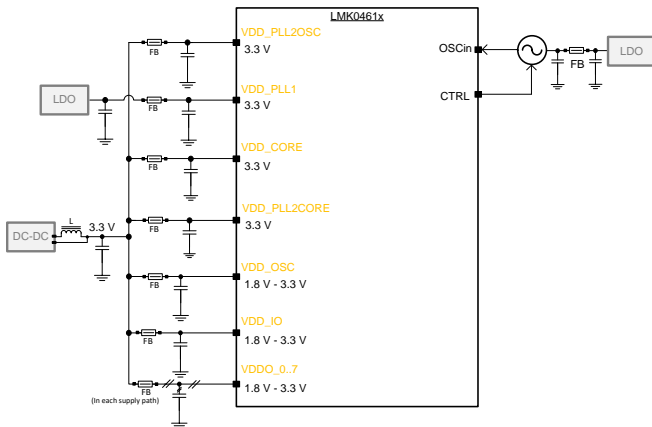 LMK0461x
VDD_PLL2OSC
3.3 V
FB
OSCin
FB
LDO
LDO
FB
VDD_PLL1
3.3 V
CTRL
VDD_CORE
3.3 V
FB
VDD_PLL2CORE
3.3 V
FB
DC-DC
L
3.3 V
VDD_OSC
1.8 V - 3.3 V
FB
VDD_IO
1.8 V - 3.3 V
FB
VDDO_0..7
1.8 V - 3.3 V
FB
(In each supply path)